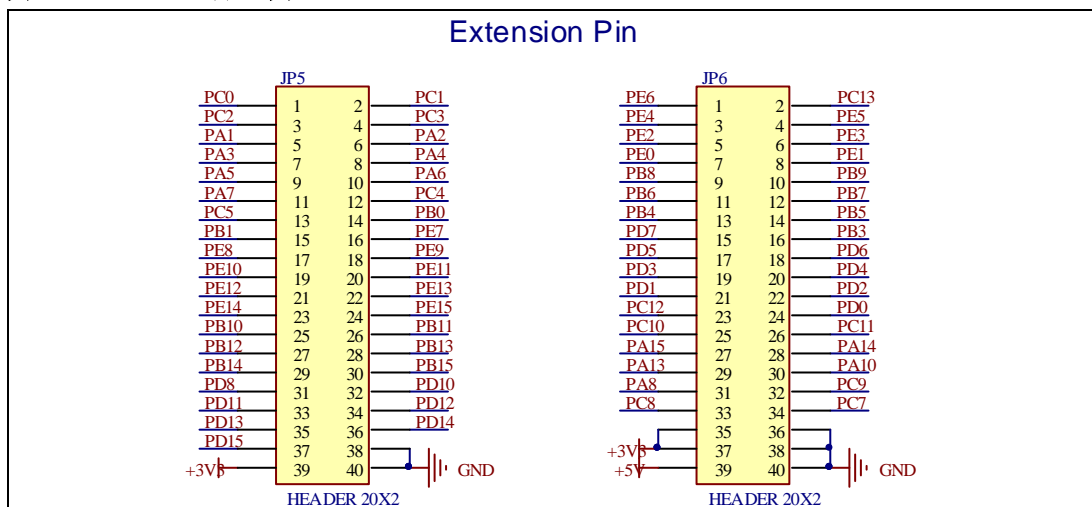 Extension Pin
JP5
PC0 1 2 PC1
PC2 3 4 PC3
PA1 5 6 PA2
PA3 7 8 PA4
PA5 9 10 PA6
PA7 11 12 PC4
PC5 13 14 PB0
PB1 15 16 PE7
PE8 17 18 PE9
PE10 19 20 PE11
PE12 21 22 PE13
PE14 23 24 PE15
PB10 25 26 PB11
PB12 27 28 PB13
PB14 29 30 PB15
PD8 31 32 PD10
PD11 33 34 PD12
PD13 35 36 PD14
PD15 37 38
+3V3 39 40 GND
HEADER 20X2
JP6
PE6 1 2 PC13
PE4 3 4 PE5
PE2 5 6 PE3
PE0 7 8 PE1
PB8 9 10 PB9
PB6 11 12 PB7
PB4 13 14 PB5
PD7 15 16 PB3
PD5 17 18 PD6
PD3 19 20 PD4
PD1 21 22 PD2
PC12 23 24 PD0
PC10 25 26 PC11
PA15 27 28 PA14
PA13 29 30 PA10
PA8 31 32 PC9
PC8 33 34 PC7
35 36
+3V3 37 38
+5V 39 40 GND
HEADER 20X2